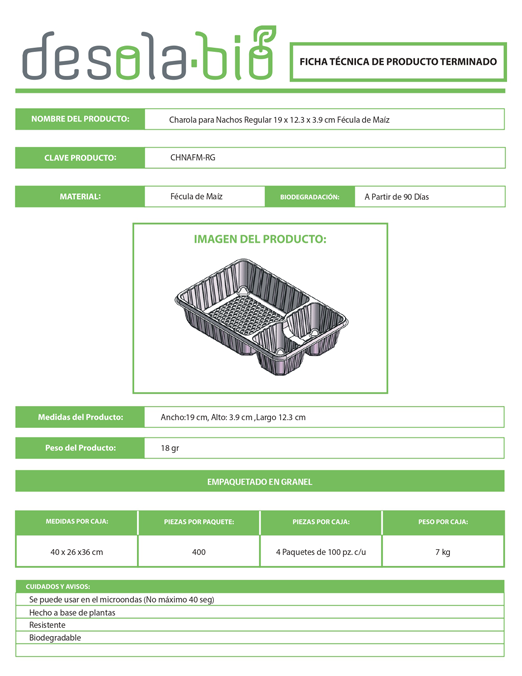 desola·bio
FICHA TÉCNICA DE PRODUCTO TERMINADO
NOMBRE DEL PRODUCTO: Charola para Nachos Regular 19 x 12.3 x 3.9 cm Fécula de Maíz
CLAVE PRODUCTO: CHNAFM-RG
MATERIAL: Fécula de Maíz BIODEGRADACIÓN: A Partir de 90 Días
IMAGEN DEL PRODUCTO:
Medidas del Producto: Ancho:19 cm, Alto: 3.9 cm ,Largo 12.3 cm
Peso del Producto: 18 gr
EMPAQUETADO EN GRANEL
MEDIDAS POR CAJA: PIEZAS POR PAQUETE: PIEZAS POR CAJA: PESO POR CAJA:
40 x 26 x36 cm 400 4 Paquetes de 100 pz. c/u 7 kg
CUIDADOS Y AVISOS:
Se puede usar en el microondas (No máximo 40 seg)
Hecho a base de plantas
Resistente
Biodegradable